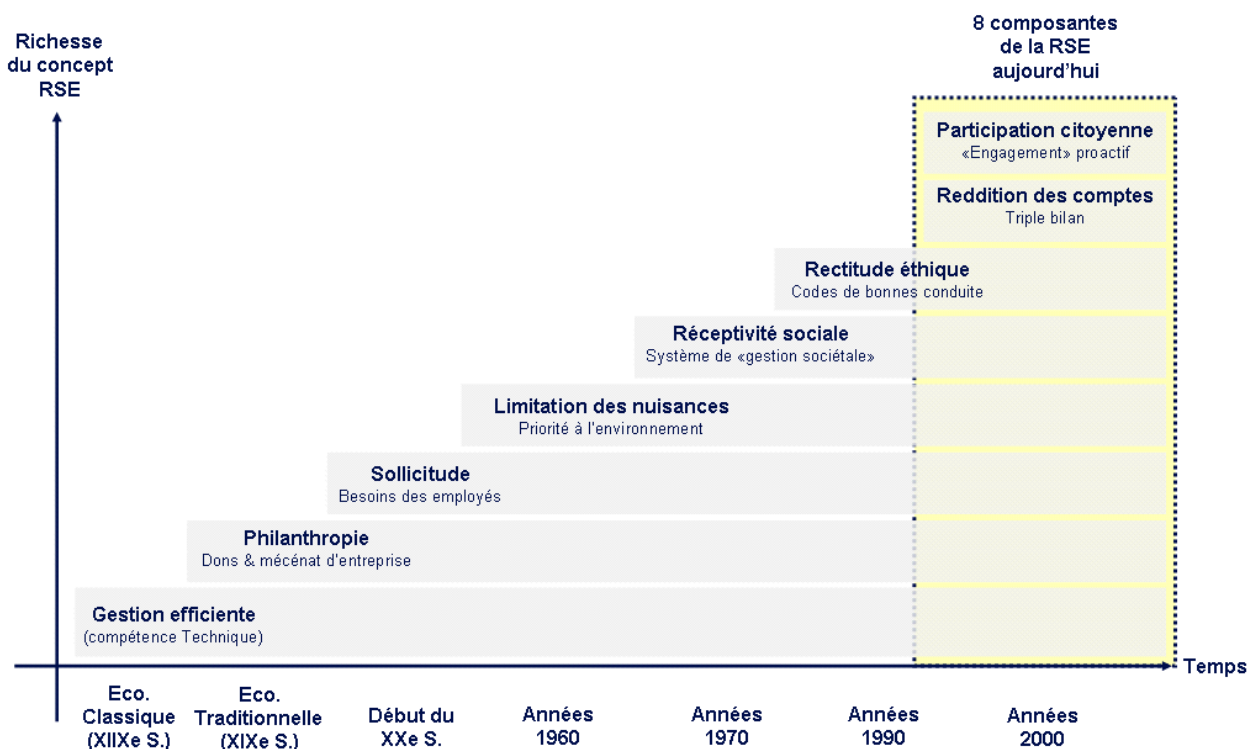 8 composantes
de la RSE
aujourd'hui
Richesse
du concept
RSE
Participation citoyenne
«Engagement» proactif
Reddition des comptes
Triple bilan
Rectitude éthique
Codes de bonnes conduite
Réceptivité sociale
Système de «gestion sociétale»
Limitation des nuisances
Priorité à l'environnement
Sollicitude
Besoins des employés
Philanthropie
Dons & mécénat d'entreprise
Gestion efficiente
(compétence Technique)
Temps
Eco.
Classique
(XIIXe S.)
Eco.
Traditionnelle
(XIXe S.)
Début du
XXe S.
Années
1960
Années
1970
Années
1990
Années
2000